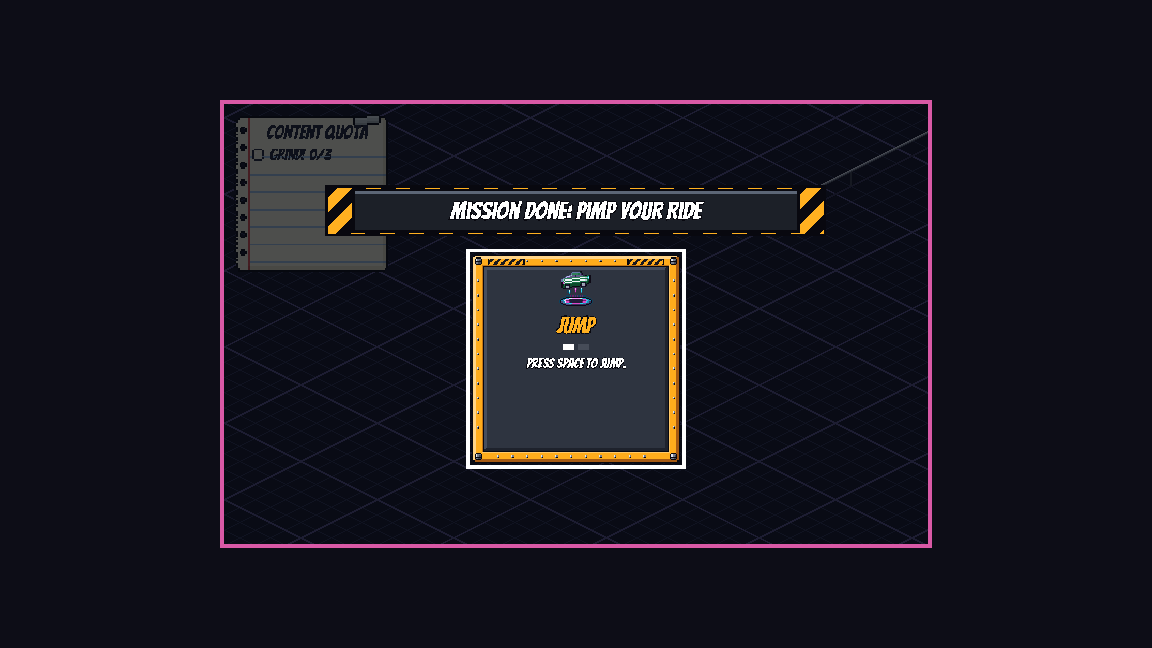 CONTENT QUOTA
GRIND! 0/3
MISSION DONE: PIMP YOUR RIDE
JUMP
PRESS SPACE TO JUMP.